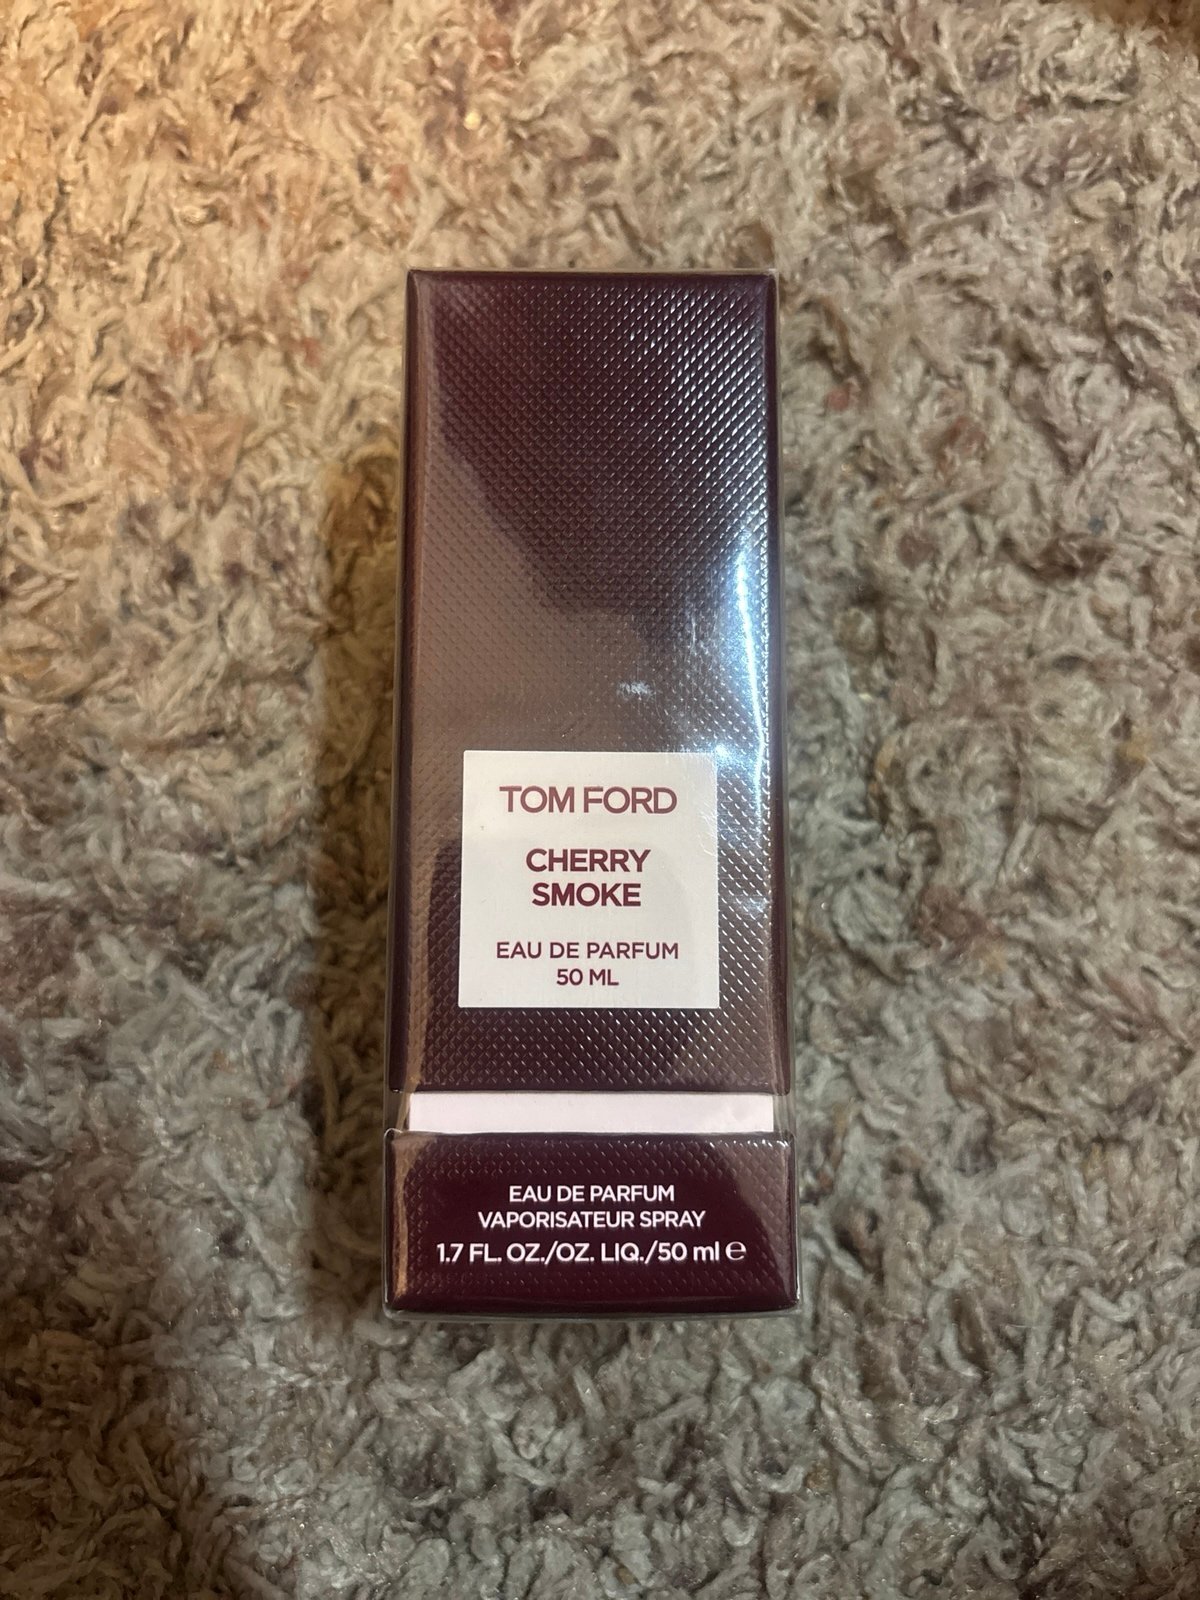 TOM FORD
CHERRY
SMOKE
EAU DE PARFUM
50 ML
EAU DE PARFUM
VAPORISATEUR SPRAY
1.7 FL. OZ./OZ. LIQ./50 ml ℮